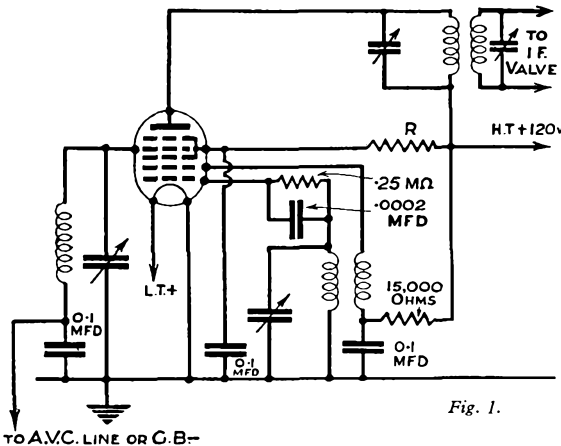 TO
I F.
VALVE
R
H.T+120V
.25 MΩ
.0002
MFD
L.T.+
15,000
OHMS
0.1
MFD
0.1
MFD
0.1
MFD
Fig. 1.
TO A.V.C. LINE OR G.B-